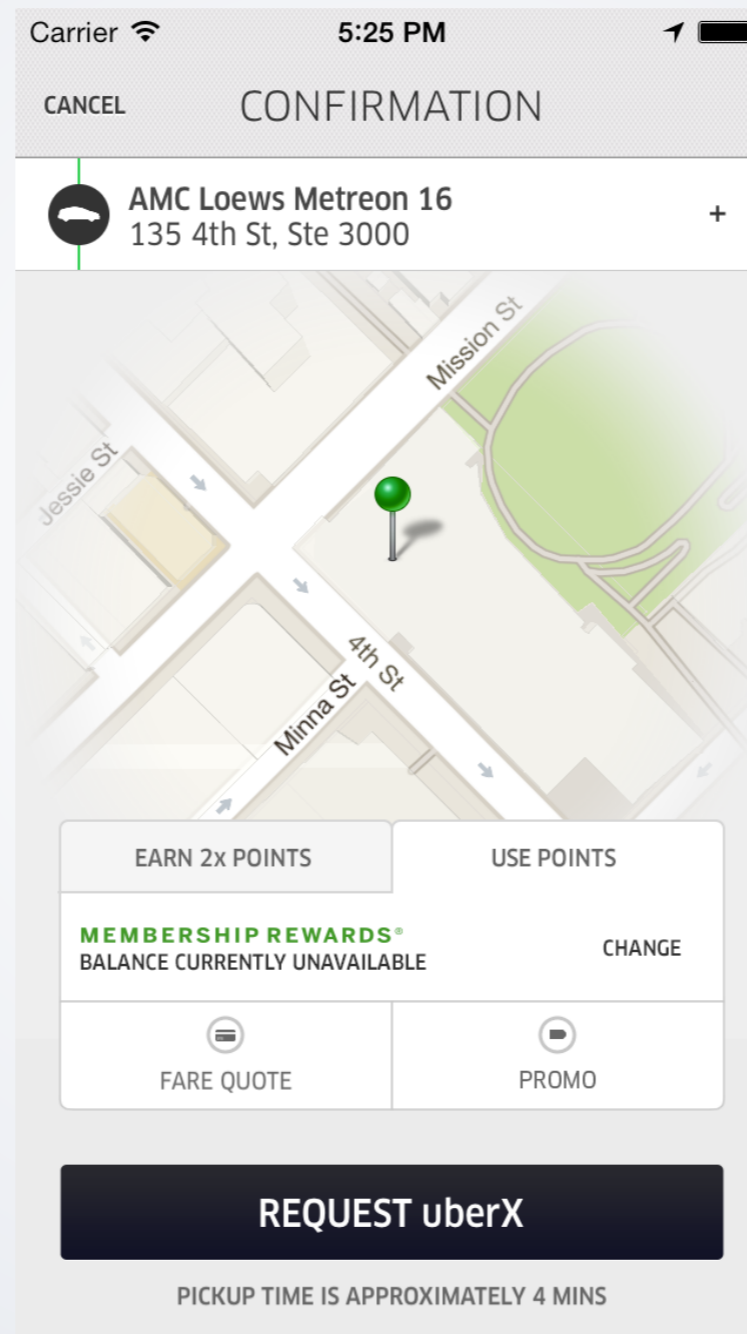 Carrier 5:25 PM
CANCEL CONFIRMATION
AMC Loews Metreon 16
135 4th St, Ste 3000
+
Mission St
Jessie St
4th St
Minna St
EARN 2x POINTS USE POINTS
MEMBERSHIP REWARDS®
BALANCE CURRENTLY UNAVAILABLE
CHANGE
FARE QUOTE PROMO
REQUEST uberX
PICKUP TIME IS APPROXIMATELY 4 MINS